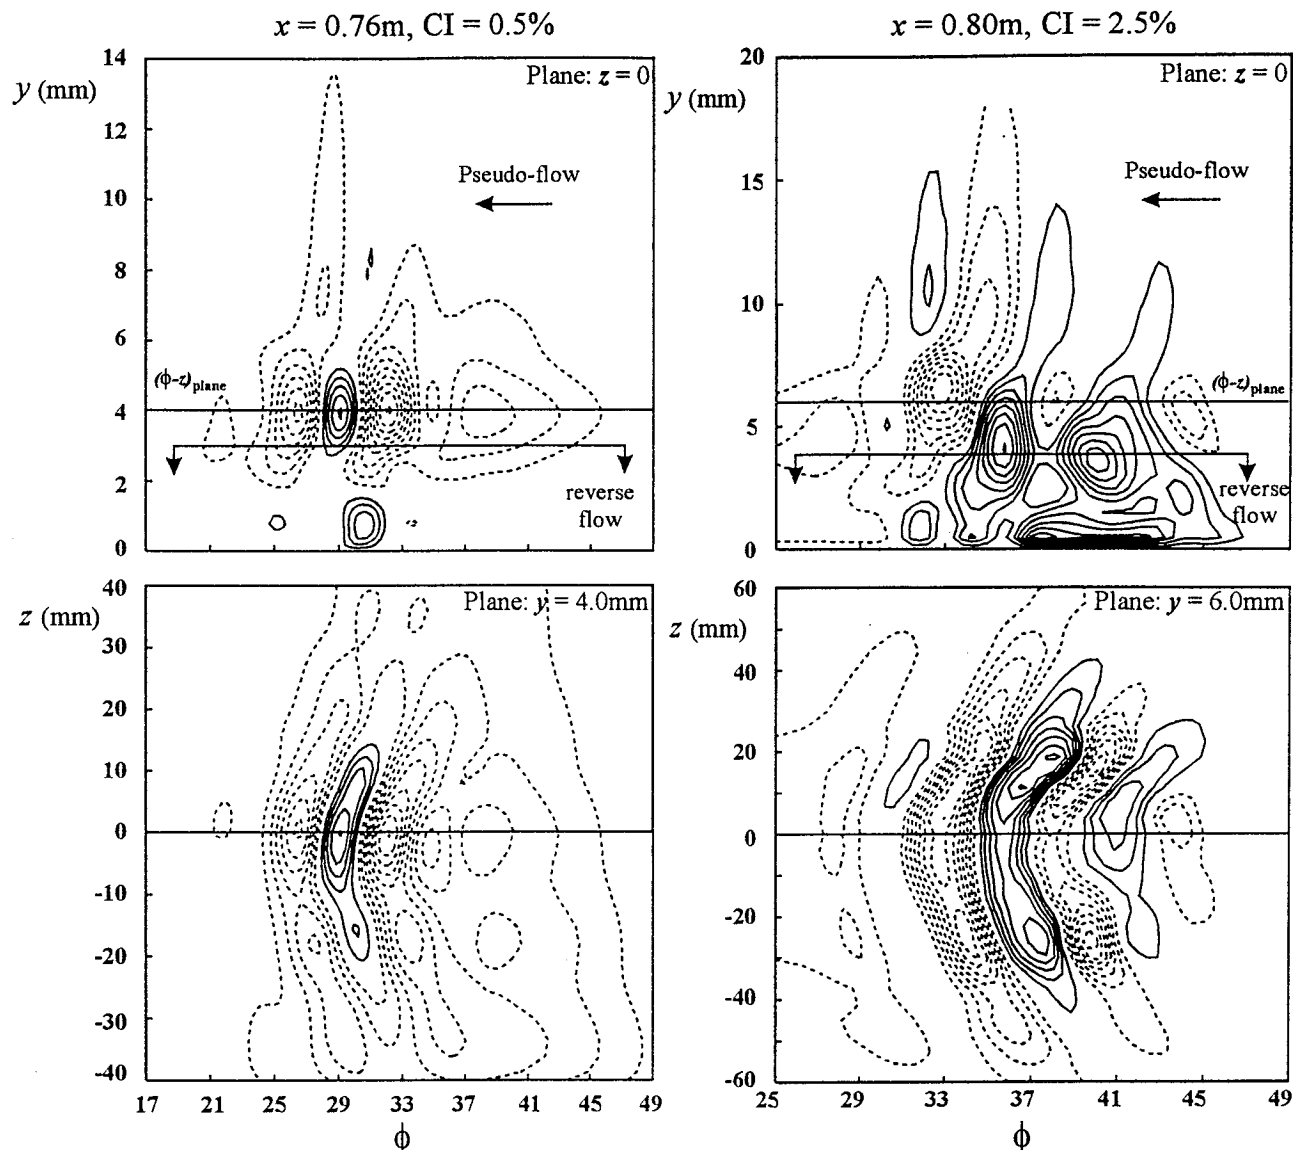 x = 0.76m, CI = 0.5%
x = 0.80m, CI = 2.5%
y (mm)
14
12
10
8
6
4
2
0
Plane: z = 0
Pseudo-flow
(ϕ-z)plane
reverse
flow
y (mm)
20
15
10
5
0
Plane: z = 0
Pseudo-flow
(ϕ-z)plane
reverse
flow
z (mm)
40
30
20
10
0
-10
-20
-30
-40
Plane: y = 4.0mm
17 21 25 29 33 37 41 45 49
ϕ
z (mm)
60
40
20
0
-20
-40
-60
Plane: y = 6.0mm
25 29 33 37 41 45 49
ϕ